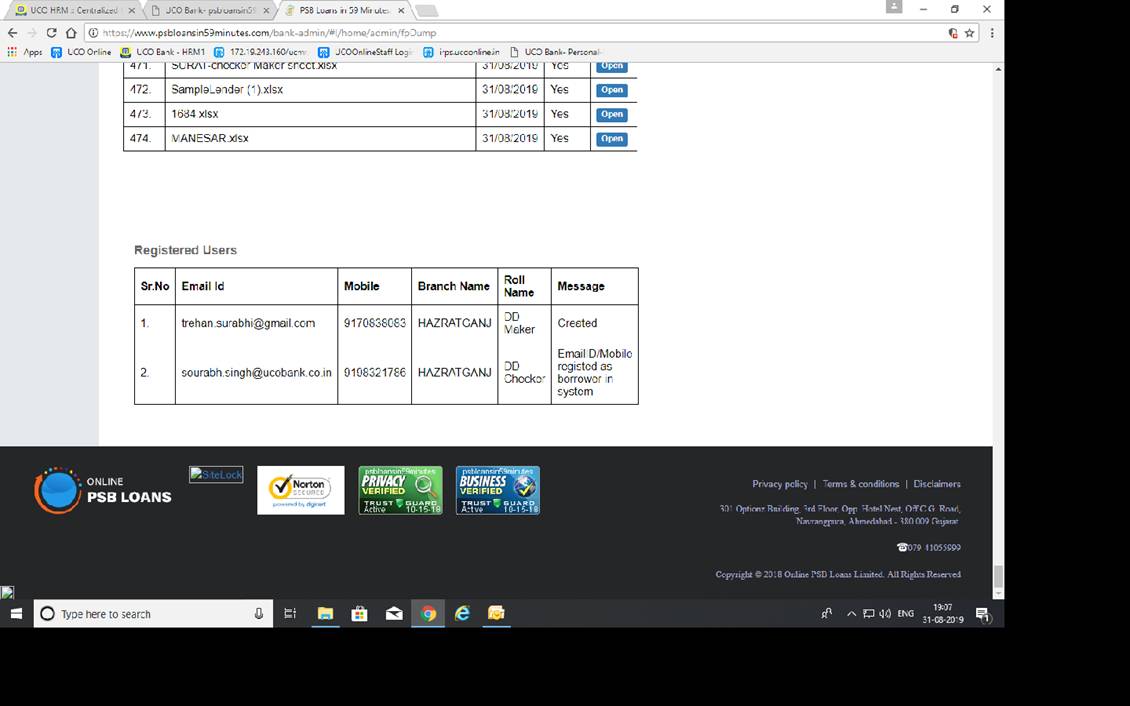 UCO HRM :: Centralized
UCO Bank- psbloansin59
PSB Loans in 59 Minutes
https://www.psbloansin59minutes.com/bank-admin/#!/home/admin/fpDump
Apps UCO Online UCO Bank - HRM1 172.19.243.160/ucm UCOOnlineStaff Logi irps.ucoonline.in UCO Bank- Personal-
471. SURAT-checker Maker sheet.xlsx 31/08/2019 Yes Open
472. SampleLender (1).xlsx 31/08/2019 Yes Open
473. 1684.xlsx 31/08/2019 Yes Open
474. MANESAR.xlsx 31/08/2019 Yes Open
Registered Users
Sr.No Email Id Mobile Branch Name Roll Name Message
1. trehan.surabhi@gmail.com 9170838083 HAZRATGANJ DD Maker Created
2. sourabh.singh@ucobank.co.in 9198321786 HAZRATGANJ DD Checker Email ID/Mobile registed as borrower in system
ONLINE
PSB LOANS
SiteLock
Norton
SECURED
powered by digicert
psbloansin59minutes
PRIVACY
VERIFIED
TRUST GUARD
Active 10-15-18
psbloansin59minutes
BUSINESS
VERIFIED
TRUST GUARD
Active 10-15-18
Privacy policy | Terms & conditions | Disclaimers
301 Optionz Building, 3rd Floor, Opp. Hotel Nest, Off C.G. Road,
Navrangpura, Ahmedabad - 380 009 Gujarat.
079-41055999
Copyright © 2018 Online PSB Loans Limited. All Rights Reserved
Type here to search
ENG
19:07
31-08-2019
1